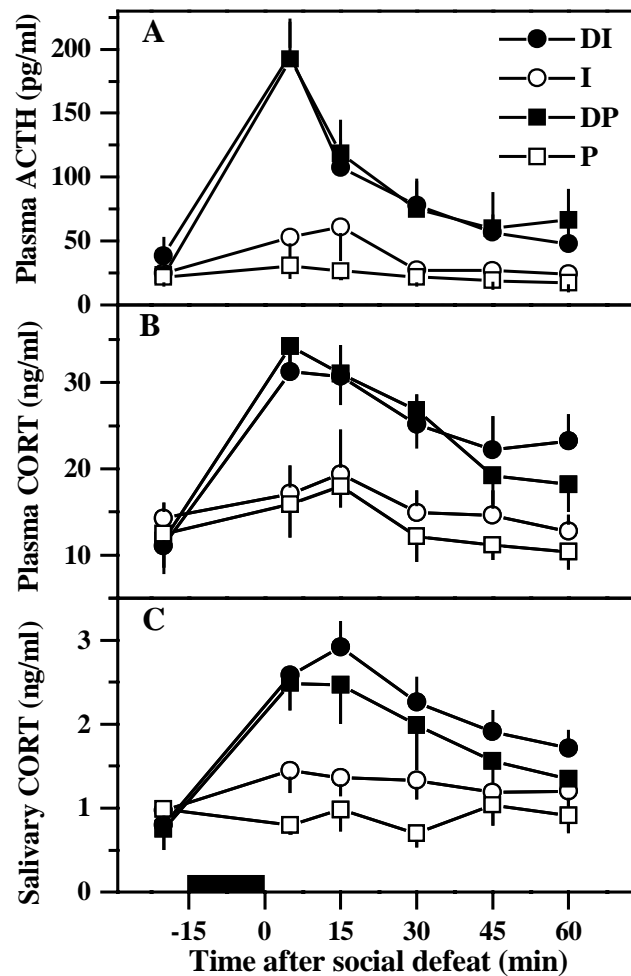 A
DI
I
DP
P
Plasma ACTH (pg/ml)
200
150
100
50
0
B
Plasma CORT (ng/ml)
30
20
10
C
Salivary CORT (ng/ml)
3
2
1
0
-15 0 15 30 45 60
Time after social defeat (min)